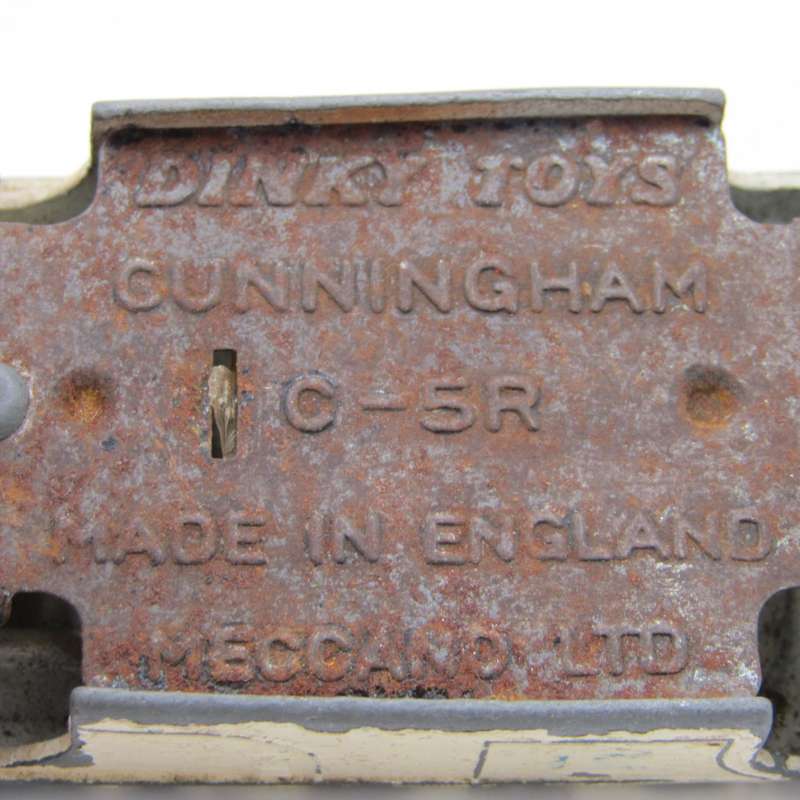 DINKY TOYS
CUNNINGHAM
C-5R
MADE IN ENGLAND
MECCANO LTD